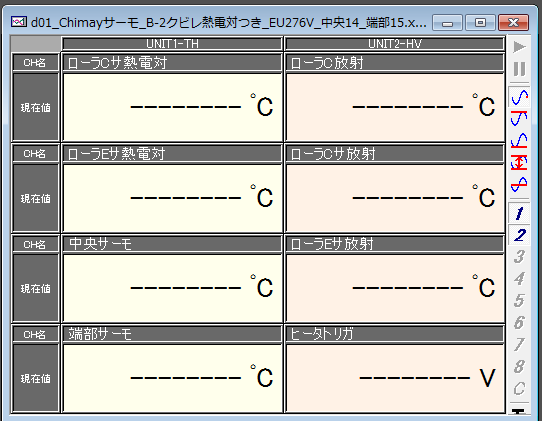 d01_Chimayサーモ_B-2クビレ熱電対つき_EU276V_中央14_端部15.x...
UNIT1-TH UNIT2-HV
CH名 ローラCサ熱電対 ローラC放射
現在値 -------- ℃ -------- ℃
CH名 ローラEサ熱電対 ローラCサ放射
現在値 -------- ℃ -------- ℃
CH名 中央サーモ ローラEサ放射
現在値 -------- ℃ -------- ℃
CH名 端部サーモ ヒータトリガ
現在値 -------- ℃ -------- V
1
2
3
4
5
6
7
8
C